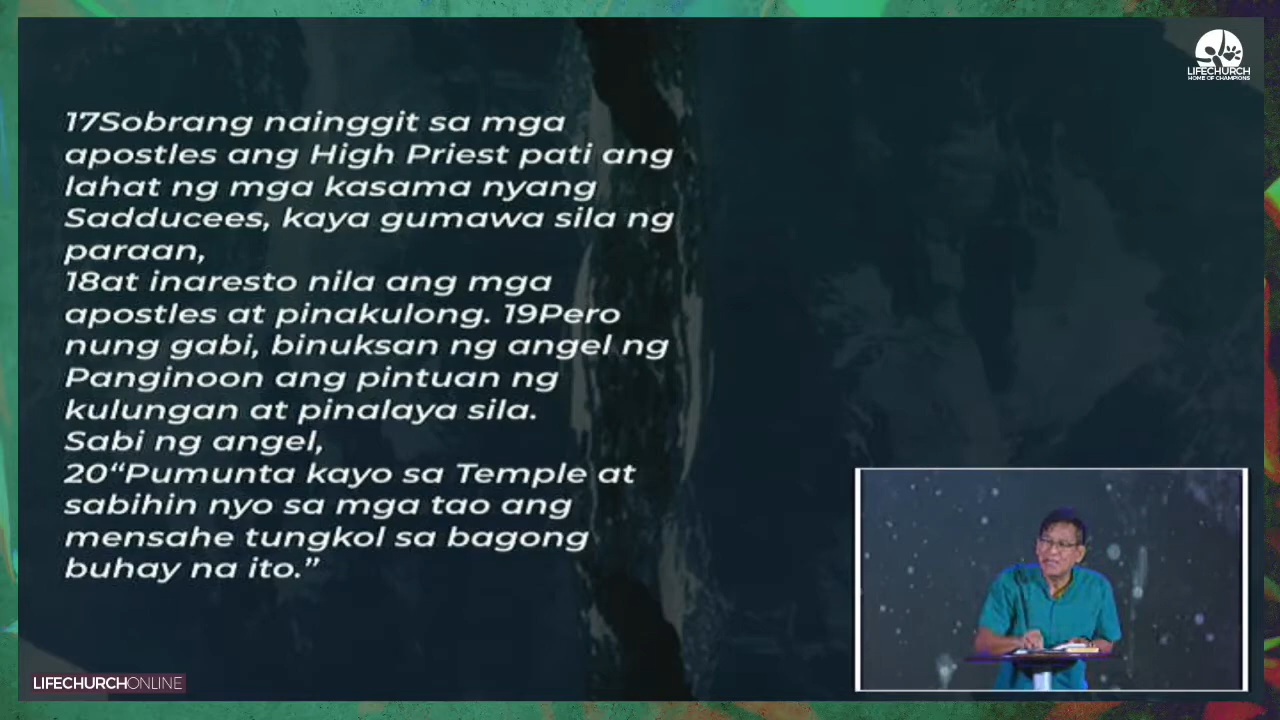 LIFECHURCH
HOME OF CHAMPIONS
17Sobrang nainggit sa mga
apostles ang High Priest pati ang
lahat ng mga kasama nyang
Sadducees, kaya gumawa sila ng
paraan,
18at inaresto nila ang mga
apostles at pinakulong. 19Pero
nung gabi, binuksan ng angel ng
Panginoon ang pintuan ng
kulungan at pinalaya sila.
Sabi ng angel,
20“Pumunta kayo sa Temple at
sabihin nyo sa mga tao ang
mensahe tungkol sa bagong
buhay na ito.”
LIFECHURCHONLINE